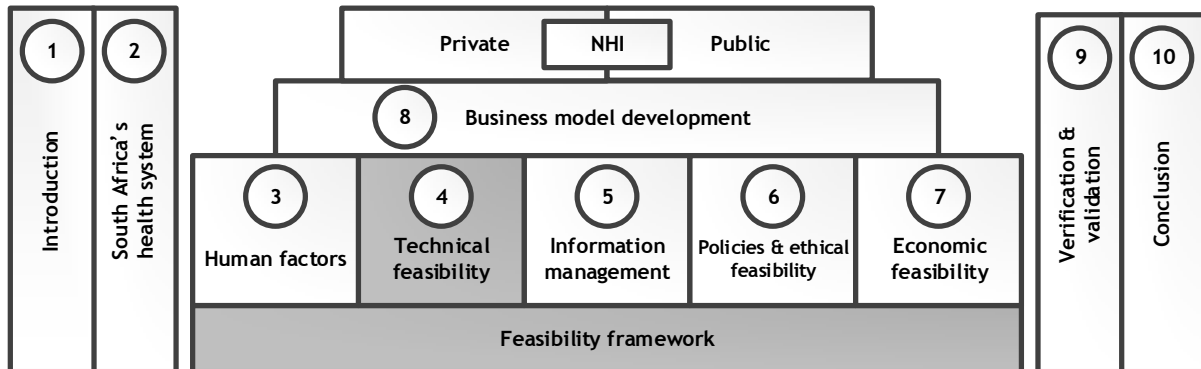 1
Introduction
2
South Africa's
health system
Private
NHI
Public
8
Business model development
3
Human factors
4
Technical
feasibility
5
Information
management
6
Policies & ethical
feasibility
7
Economic
feasibility
Feasibility framework
9
Verification &
validation
10
Conclusion